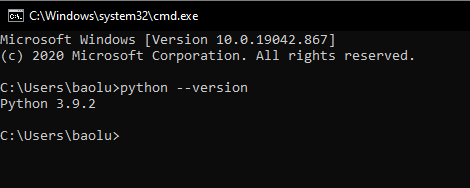 C:\Windows\system32\cmd.exe
Microsoft Windows [Version 10.0.19042.867]
(c) 2020 Microsoft Corporation. All rights reserved.
C:\Users\baolu>python --version
Python 3.9.2
C:\Users\baolu>